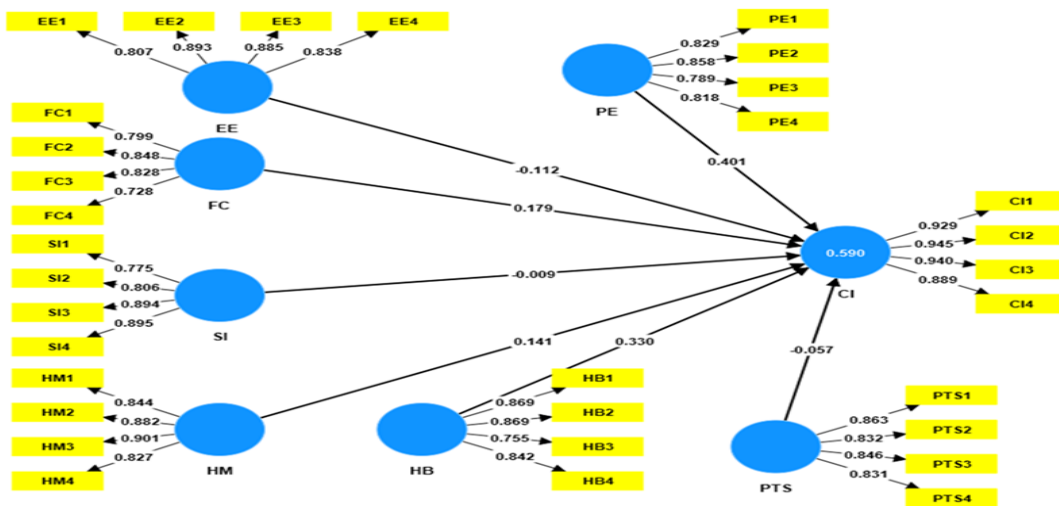 EE1
EE2
EE3
EE4
0.807
0.893
0.885
0.838
EE
PE1
PE2
PE3
PE4
0.829
0.858
0.789
0.818
PE
FC1
FC2
FC3
FC4
0.799
0.848
0.828
0.728
FC
-0.112
0.401
0.179
SI1
SI2
SI3
SI4
0.775
0.806
0.894
0.895
SI
-0.009
0.590
CI
0.929
0.945
0.940
0.889
CI1
CI2
CI3
CI4
HM1
HM2
HM3
HM4
0.844
0.882
0.901
0.827
HM
0.141
0.330
HB
0.869
0.869
0.755
0.842
HB1
HB2
HB3
HB4
-0.057
PTS
0.863
0.832
0.846
0.831
PTS1
PTS2
PTS3
PTS4